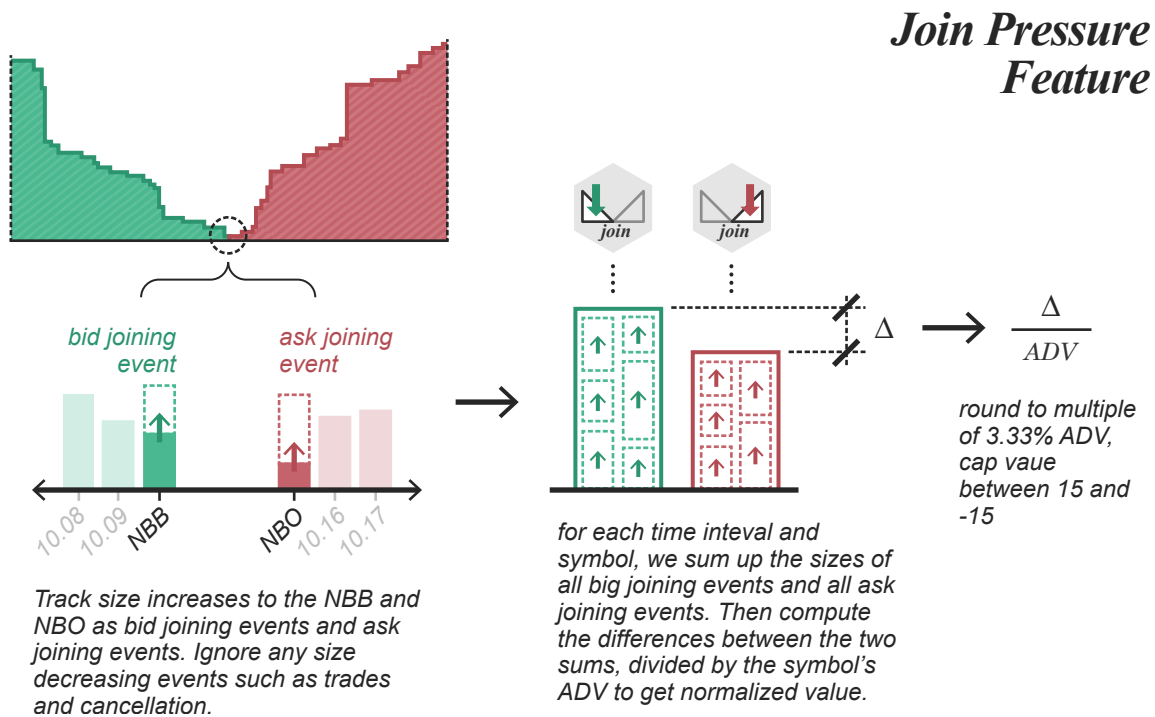 Join Pressure
Feature
bid joining
event
ask joining
event
10.08
10.09
NBB
NBO
10.16
10.17
Track size increases to the NBB and
NBO as bid joining events and ask
joining events. Ignore any size
decreasing events such as trades
and cancellation.
join
join
Δ
for each time inteval and
symbol, we sum up the sizes of
all big joining events and all ask
joining events. Then compute
the differences between the two
sums, divided by the symbol's
ADV to get normalized value.
Δ
ADV
round to multiple
of 3.33% ADV,
cap vaue
between 15 and
-15